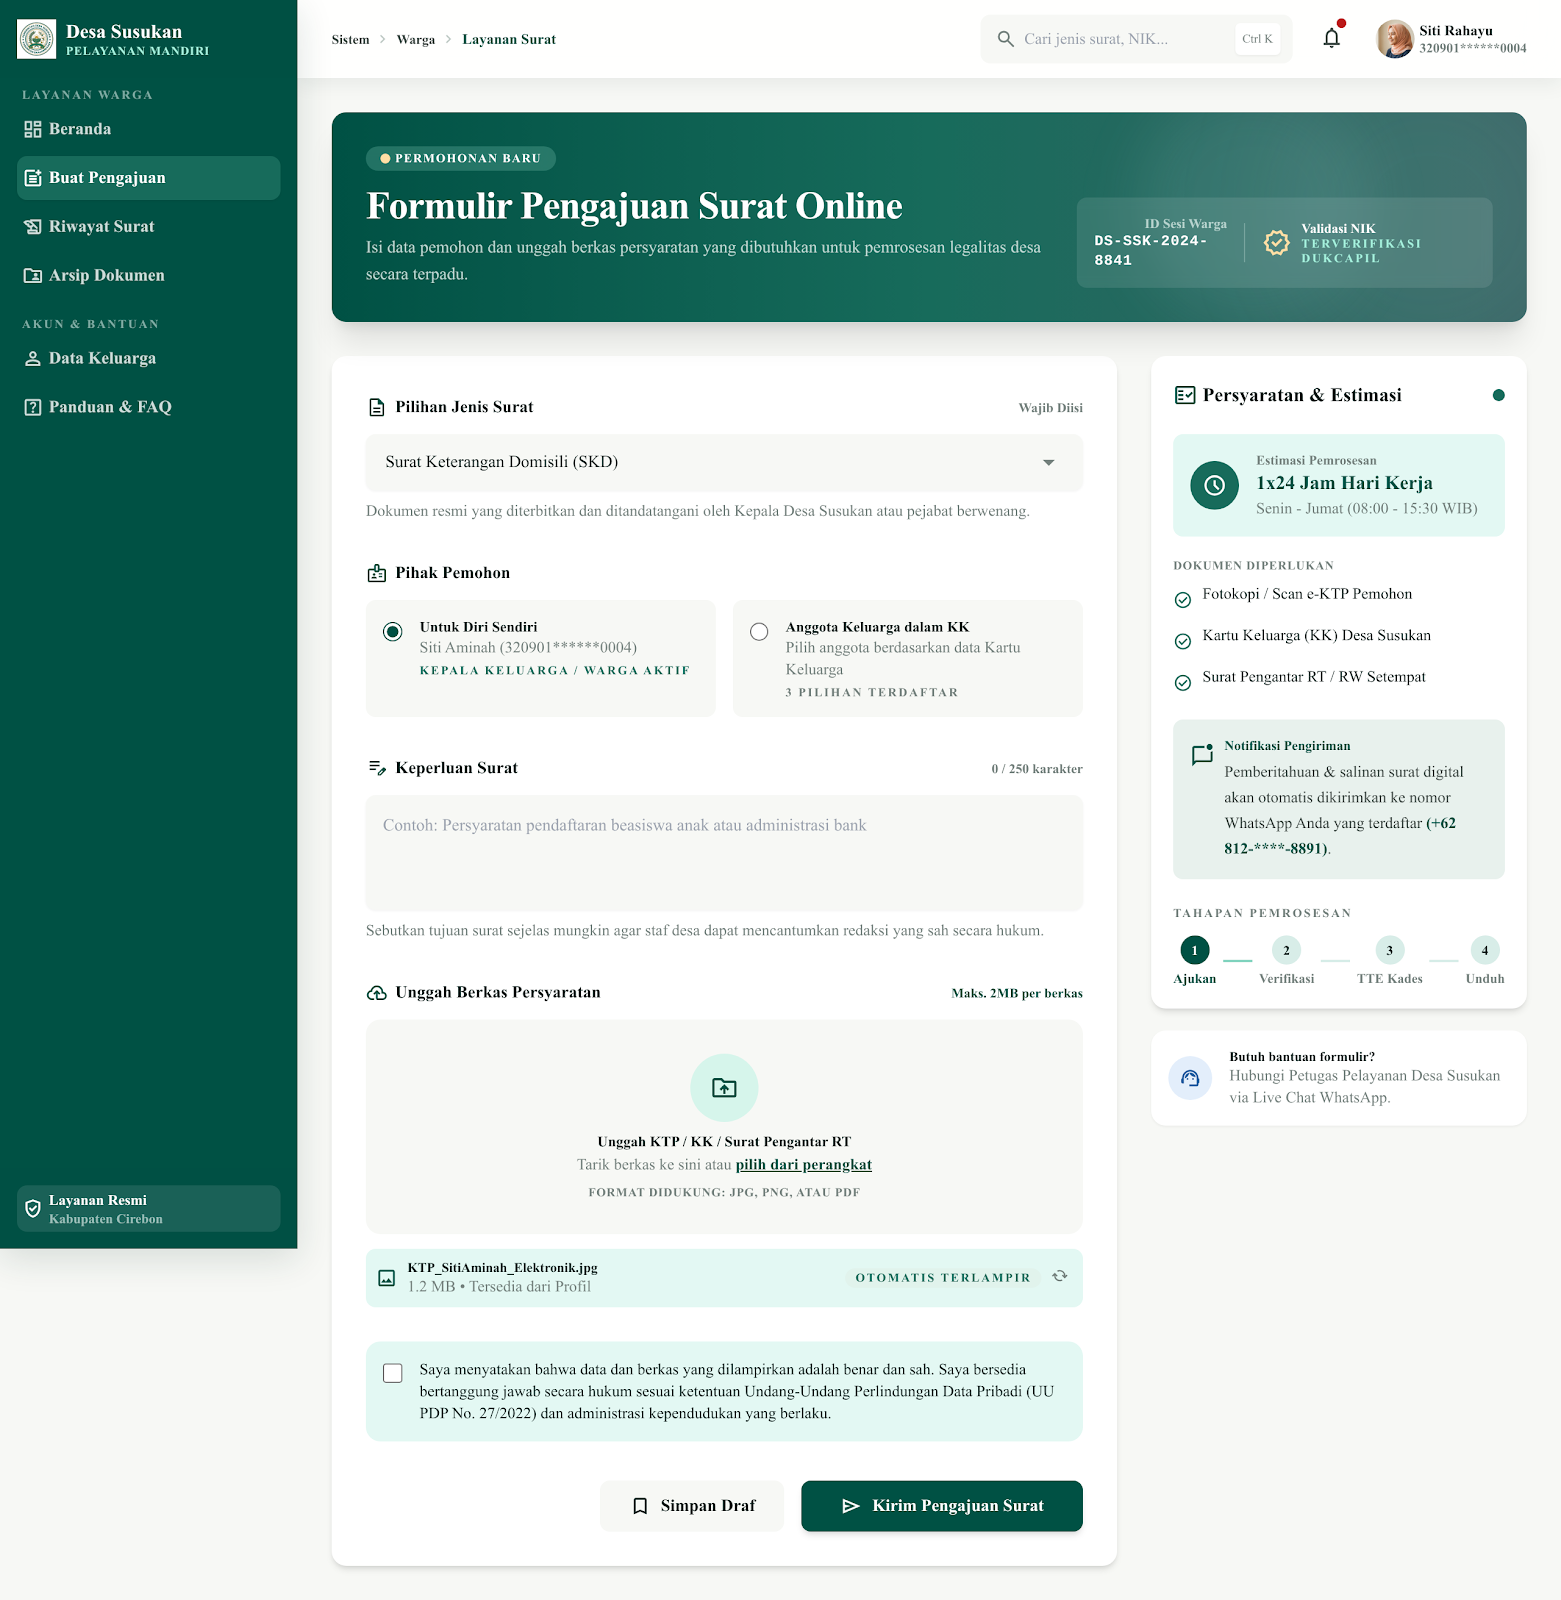 Desa Susukan
PELAYANAN MANDIRI
LAYANAN WARGA
Beranda
Buat Pengajuan
Riwayat Surat
Arsip Dokumen
AKUN & BANTUAN
Data Keluarga
Panduan & FAQ
Layanan Resmi
Kabupaten Cirebon
Sistem > Warga > Layanan Surat
Cari jenis surat, NIK...
Ctrl K
Siti Rahayu
320901******0004
PERMOHONAN BARU
Formulir Pengajuan Surat Online
Isi data pemohon dan unggah berkas persyaratan yang dibutuhkan untuk pemrosesan legalitas desa
secara terpadu.
ID Sesi Warga
DS-SSK-2024-
8841
Validasi NIK
TERVERIFIKASI
DUKCAPIL
Pilihan Jenis Surat
Wajib Diisi
Surat Keterangan Domisili (SKD)
Dokumen resmi yang diterbitkan dan ditandatangani oleh Kepala Desa Susukan atau pejabat berwenang.
Pihak Pemohon
Untuk Diri Sendiri
Siti Aminah (320901******0004)
KEPALA KELUARGA / WARGA AKTIF
Anggota Keluarga dalam KK
Pilih anggota berdasarkan data Kartu
Keluarga
3 PILIHAN TERDAFTAR
Keperluan Surat
0 / 250 karakter
Contoh: Persyaratan pendaftaran beasiswa anak atau administrasi bank
Sebutkan tujuan surat sejelas mungkin agar staf desa dapat mencantumkan redaksi yang sah secara hukum.
Unggah Berkas Persyaratan
Maks. 2MB per berkas
Unggah KTP / KK / Surat Pengantar RT
Tarik berkas ke sini atau pilih dari perangkat
FORMAT DIDUKUNG: JPG, PNG, ATAU PDF
KTP_SitiAminah_Elektronik.jpg
1.2 MB • Tersedia dari Profil
OTOMATIS TERLAMPIR
Saya menyatakan bahwa data dan berkas yang dilampirkan adalah benar dan sah. Saya bersedia
bertanggung jawab secara hukum sesuai ketentuan Undang-Undang Perlindungan Data Pribadi (UU
PDP No. 27/2022) dan administrasi kependudukan yang berlaku.
Simpan Draf
Kirim Pengajuan Surat
Persyaratan & Estimasi
Estimasi Pemrosesan
1x24 Jam Hari Kerja
Senin - Jumat (08:00 - 15:30 WIB)
DOKUMEN DIPERLUKAN
Fotokopi / Scan e-KTP Pemohon
Kartu Keluarga (KK) Desa Susukan
Surat Pengantar RT / RW Setempat
Notifikasi Pengiriman
Pemberitahuan & salinan surat digital
akan otomatis dikirimkan ke nomor
WhatsApp Anda yang terdaftar (+62
812-****-8891).
TAHAPAN PEMROSESAN
1 2 3 4
Ajukan Verifikasi TTE Kades Unduh
Butuh bantuan formulir?
Hubungi Petugas Pelayanan Desa Susukan
via Live Chat WhatsApp.